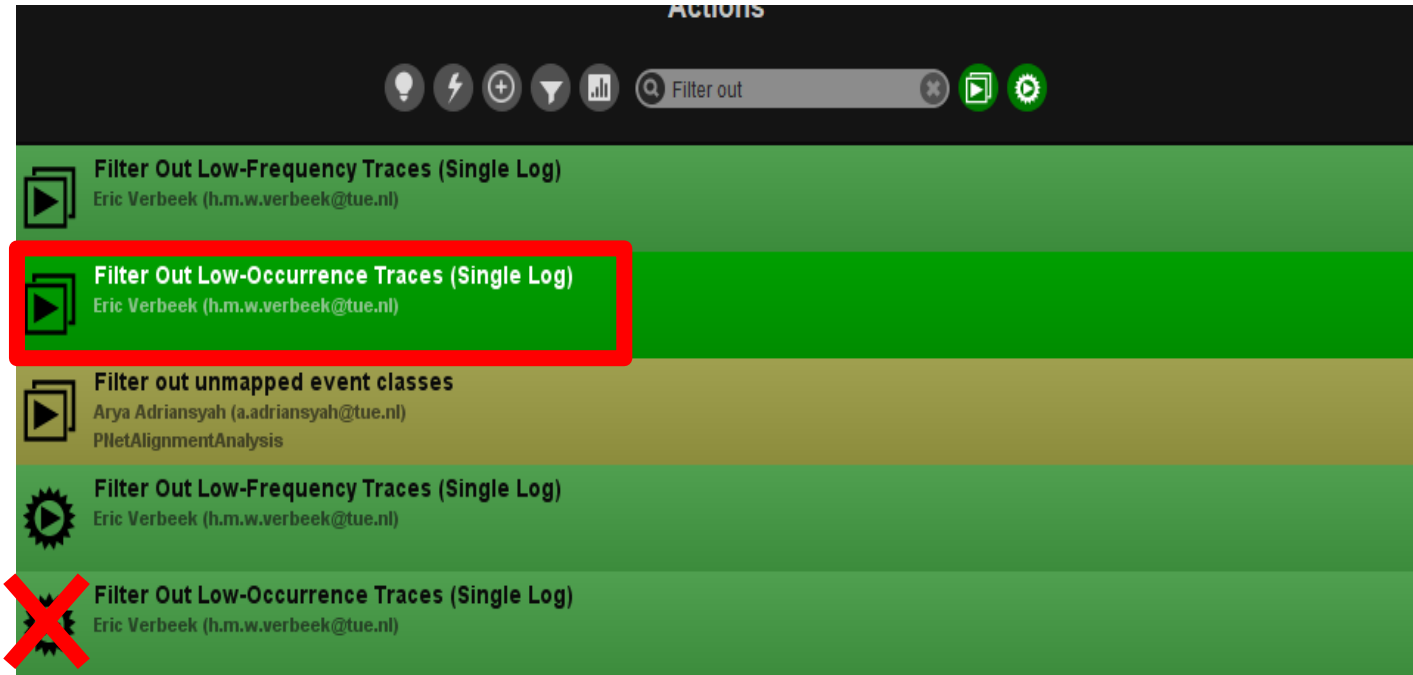 Actions
Filter out
Filter Out Low-Frequency Traces (Single Log)
Eric Verbeek (h.m.w.verbeek@tue.nl)
Filter Out Low-Occurrence Traces (Single Log)
Eric Verbeek (h.m.w.verbeek@tue.nl)
Filter out unmapped event classes
Arya Adriansyah (a.adriansyah@tue.nl)
PNetAlignmentAnalysis
Filter Out Low-Frequency Traces (Single Log)
Eric Verbeek (h.m.w.verbeek@tue.nl)
Filter Out Low-Occurrence Traces (Single Log)
Eric Verbeek (h.m.w.verbeek@tue.nl)